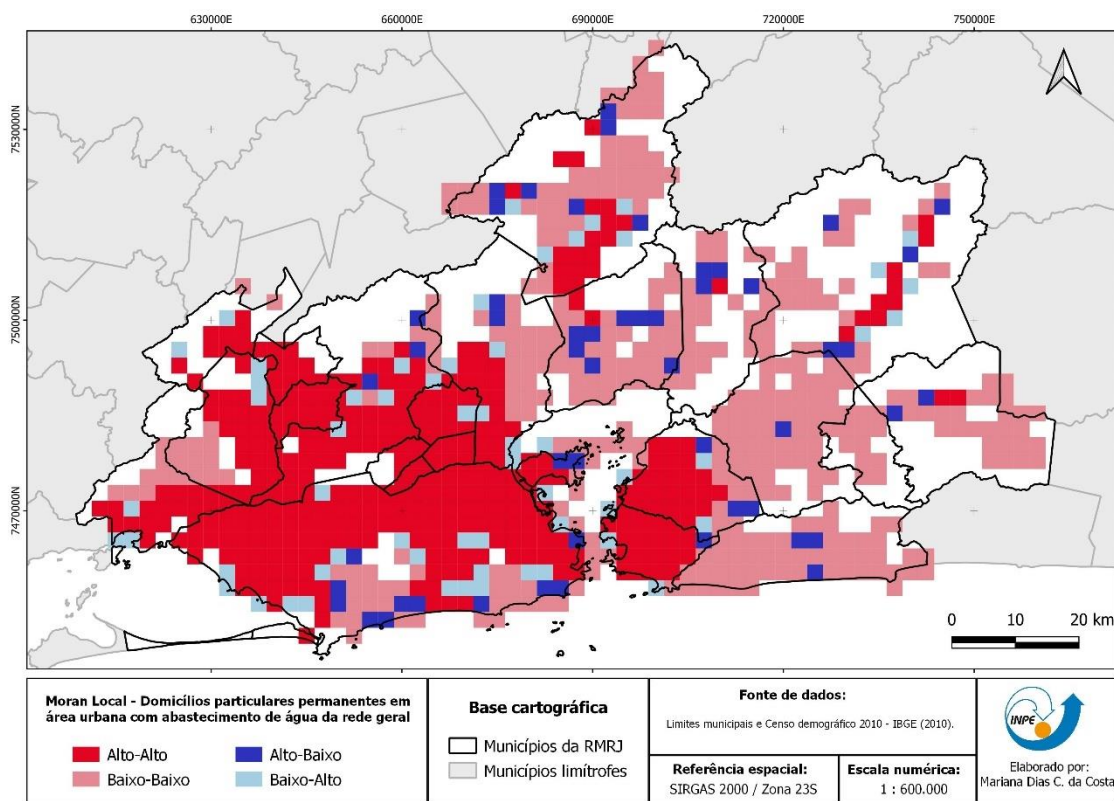 630000E 660000E 690000E 720000E 750000E
7530000N
7500000N
7470000N
0 10 20 km
Moran Local - Domicílios particulares permanentes em
área urbana com abastecimento de água da rede geral
Alto-Alto
Alto-Baixo
Baixo-Baixo
Baixo-Alto
Base cartográfica
Municípios da RMRJ
Municípios limítrofes
Fonte de dados:
Limites municipais e Censo demográfico 2010 - IBGE (2010).
Referência espacial:
SIRGAS 2000 / Zona 23S
Escala numérica:
1 : 600.000
INPE
Elaborado por:
Mariana Dias C. da Costa